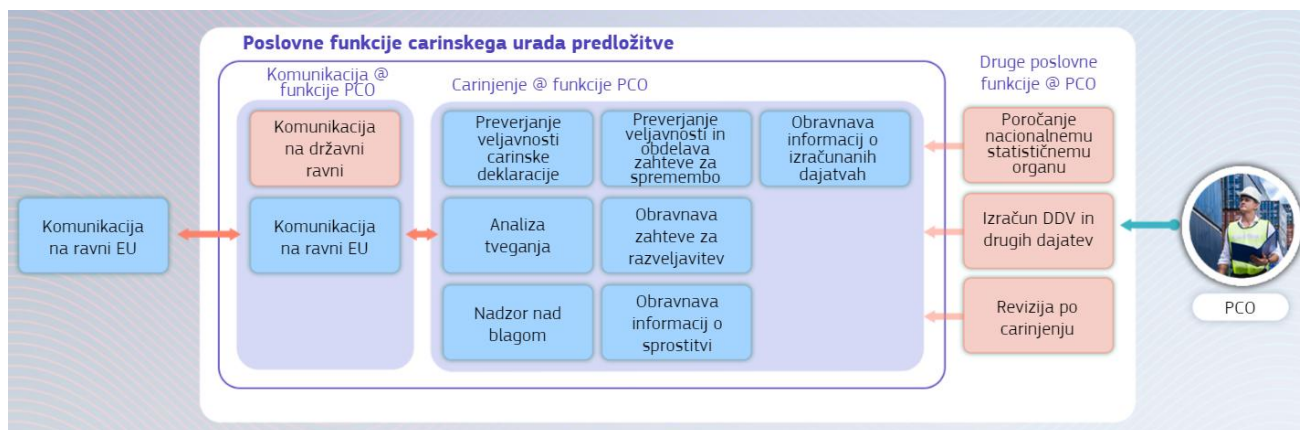 Poslovne funkcije carinskega urada predložitve
Komunikacija @
funkcije PCO
Carinjenje @ funkcije PCO
Druge poslovne
funkcije @ PCO
Komunikacija
na ravni EU
Komunikacija
na državni
ravni
Komunikacija
na ravni EU
Preverjanje
veljavnosti
carinske
deklaracije
Preverjanje
veljavnosti in
obdelava
zahteve za
spremembo
Obravnava
informacij o
izračunanih
dajatvah
Analiza
tveganja
Obravnava
zahteve za
razveljavitev
Nadzor nad
blagom
Obravnava
informacij o
sprostitvi
Poročanje
nacionalnemu
statističnemu
organu
Izračun DDV in
drugih dajatev
Revizija po
carinjenju
PCO